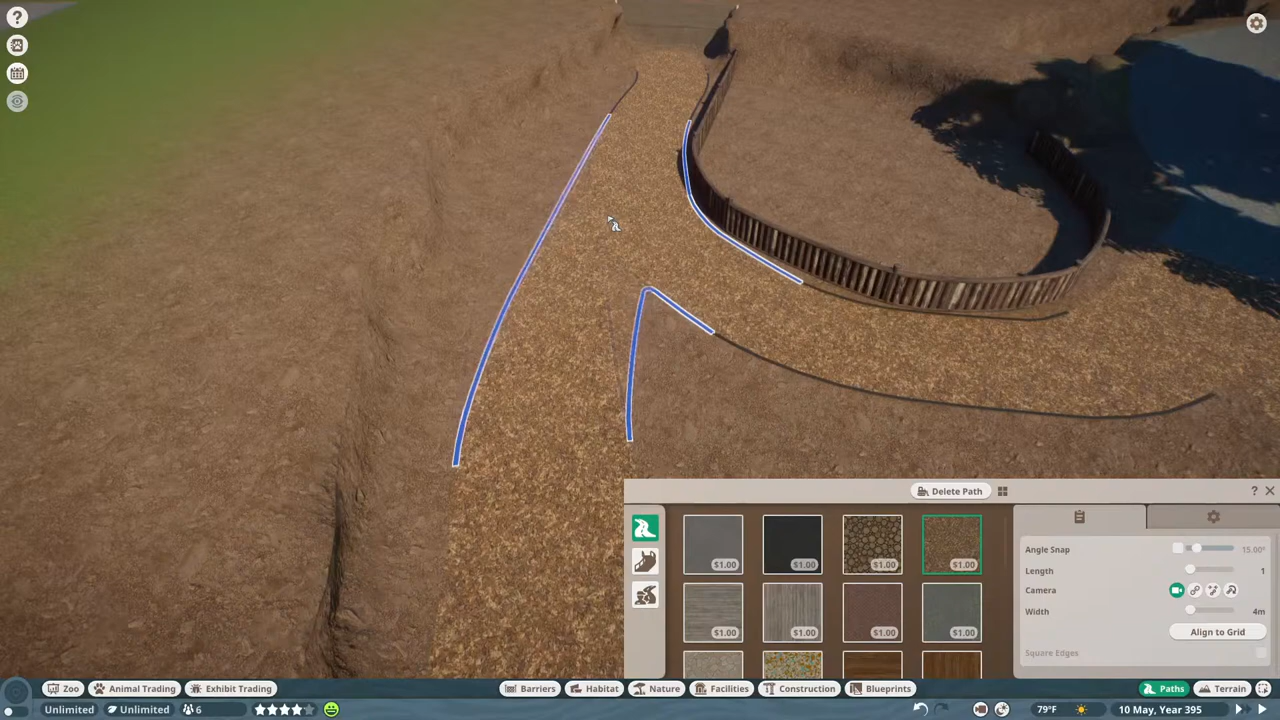 ?
Delete Path
? ×
$1.00 $1.00 $1.00 $1.00
$1.00 $1.00 $1.00 $1.00
Angle Snap 15.00°
Length 1
Camera
Width 4m
Align to Grid
Square Edges
Zoo Animal Trading Exhibit Trading Barriers Habitat Nature Facilities Construction Blueprints Paths Terrain
Unlimited Unlimited 6 79°F 10 May, Year 395